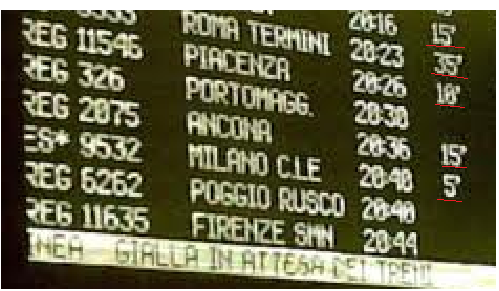 20:16 15'
ROMA TERMINI 20:23 35'
REG 11546 PIACENZA 20:26 10'
REG 326 PORTOMAGG. 20:30
REG 2075 ANCONA 20:36 15'
ES* 9532 MILANO C.LE 20:40 5'
REG 6262 POGGIO RUSCO 20:40
REG 11635 FIRENZE SMN 20:44
INEA GIALLA IN ATTESA DEI TRENI